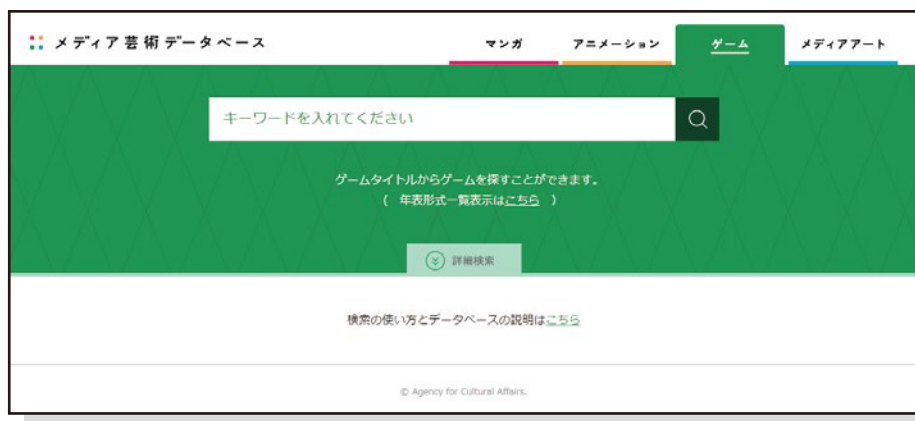 メディア芸術データベース
マンガ アニメーション ゲーム メディアアート
キーワードを入れてください
ゲームタイトルからゲームを探すことができます。
( 年表形式一覧表示はこちら )
詳細検索
検索の使い方とデータベースの説明はこちら
© Agency for Cultural Affairs.